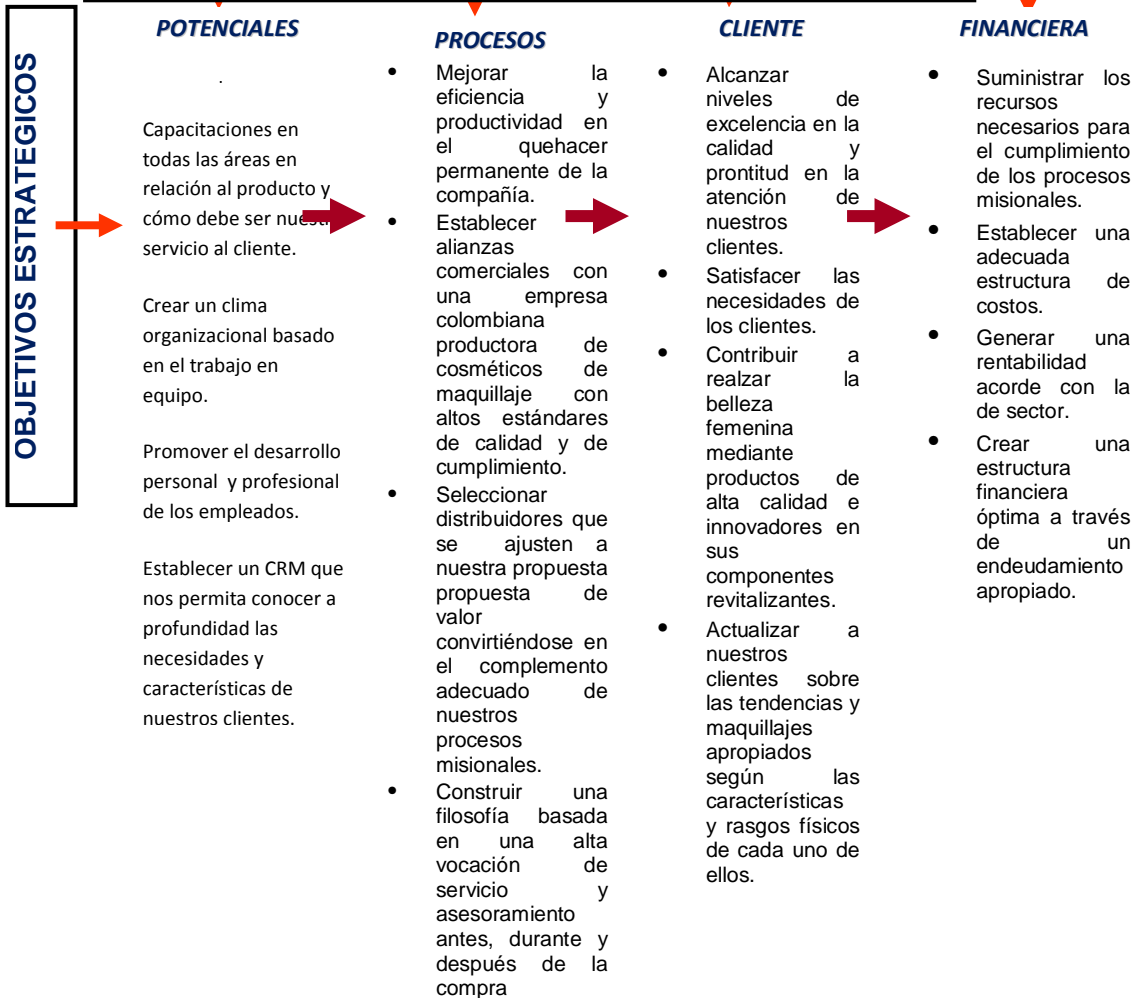 OBJETIVOS ESTRATEGICOS
POTENCIALES
.
Capacitaciones en
todas las áreas en
relación al producto y
cómo debe ser nuestro
servicio al cliente.
Crear un clima
organizacional basado
en el trabajo en
equipo.
Promover el desarrollo
personal y profesional
de los empleados.
Establecer un CRM que
nos permita conocer a
profundidad las
necesidades y
características de
nuestros clientes.
PROCESOS
• Mejorar la
eficiencia y
productividad en
el quehacer
permanente de la
compañía.
• Establecer
alianzas
comerciales con
una empresa
colombiana
productora de
cosméticos de
maquillaje con
altos estándares
de calidad y de
cumplimiento.
• Seleccionar
distribuidores que
se ajusten a
nuestra propuesta
propuesta de
valor
convirtiéndose en
el complemento
adecuado de
nuestros
procesos
misionales.
• Construir una
filosofía basada
en una alta
vocación de
servicio y
asesoramiento
antes, durante y
después de la
compra
CLIENTE
• Alcanzar
niveles de
excelencia en la
calidad y
prontitud en la
atención de
nuestros
clientes.
• Satisfacer las
necesidades de
los clientes.
• Contribuir a
realzar la
belleza
femenina
mediante
productos de
alta calidad e
innovadores en
sus
componentes
revitalizantes.
• Actualizar a
nuestros
clientes sobre
las tendencias y
maquillajes
apropiados
según las
características
y rasgos físicos
de cada uno de
ellos.
FINANCIERA
• Suministrar los
recursos
necesarios para
el cumplimiento
de los procesos
misionales.
• Establecer una
adecuada
estructura de
costos.
• Generar una
rentabilidad
acorde con la
de sector.
• Crear una
estructura
financiera
óptima a través
de un
endeudamiento
apropiado.